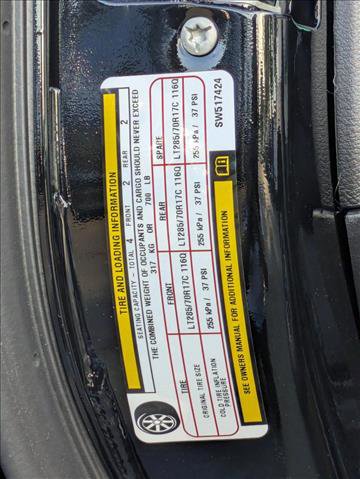 TIRE AND LOADING INFORMATION
SEATING CAPACITY - TOTAL 4 FRONT 2 REAR 2
THE COMBINED WEIGHT OF OCCUPANTS AND CARGO SHOULD NEVER EXCEED
317 KG OR 700 LB
TIRE FRONT REAR SPARE
ORIGINAL TIRE SIZE LT285/70R17C 116Q LT285/70R17C 116Q LT285/70R17C 116Q
COLD TIRE INFLATION PRESSURE 255 kPa / 37 PSI 255 kPa / 37 PSI 255 kPa / 37 PSI
SEE OWNERS MANUAL FOR ADDITIONAL INFORMATION
SW517424